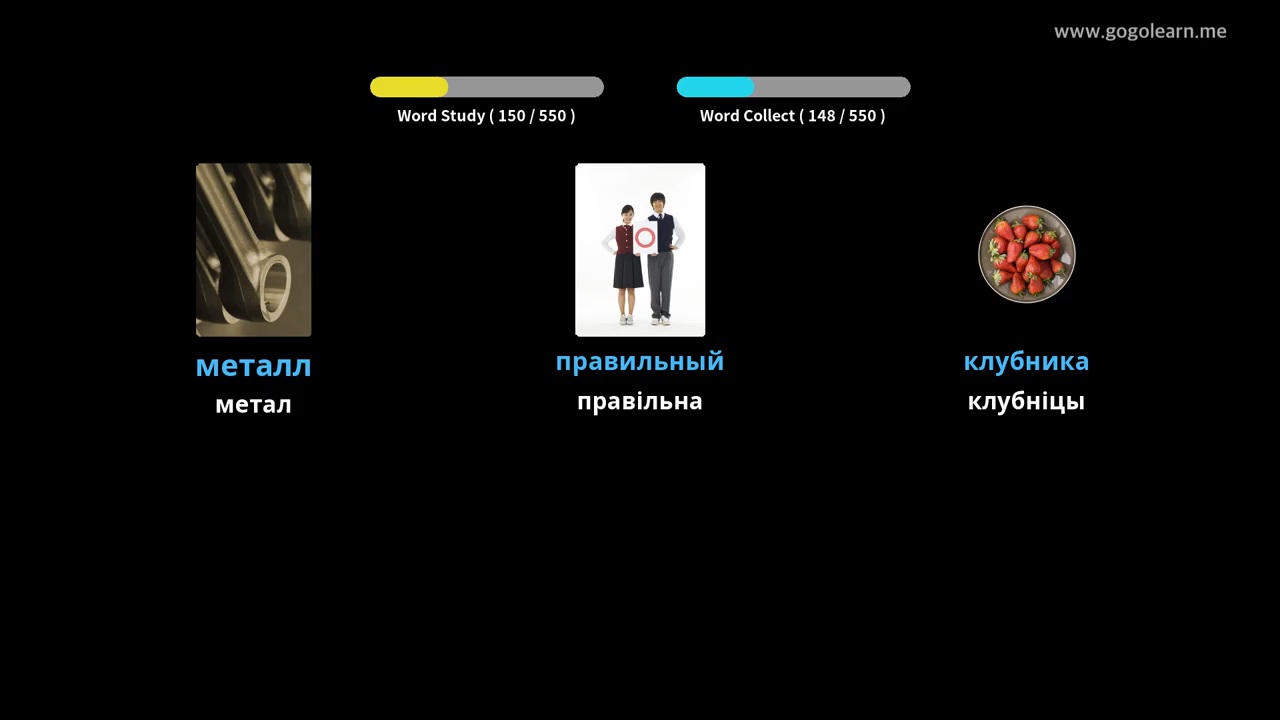 www.gogolearn.me
Word Study ( 150 / 550 )
Word Collect ( 148 / 550 )
металл
метал
правильный
правільна
клубника
клубніцы